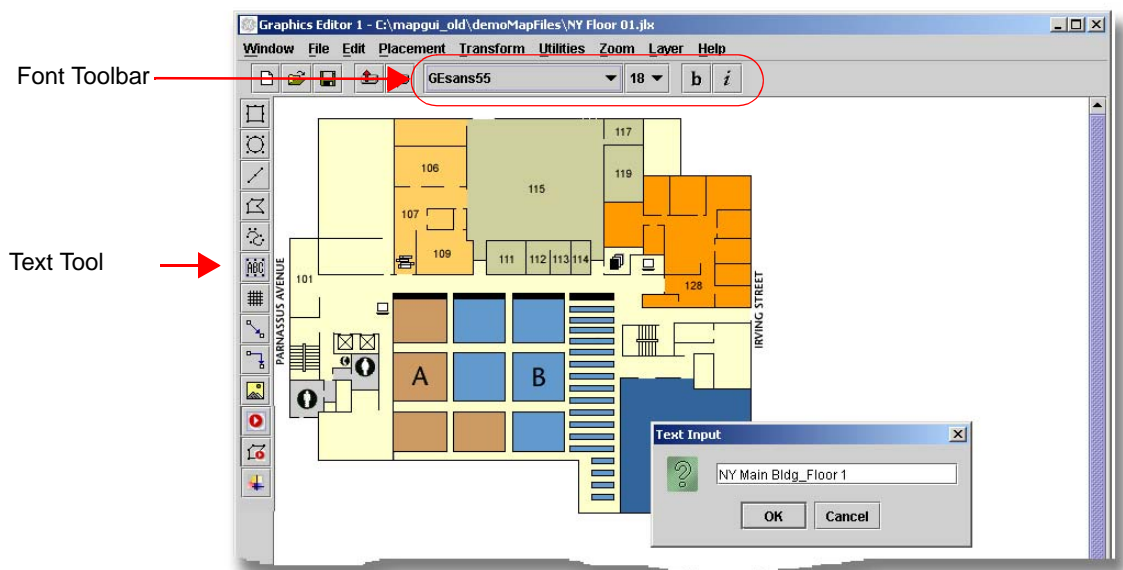 Graphics Editor 1 - C:\mapgui_old\demoMapFiles\NY Floor 01.jlx
Window File Edit Placement Transform Utilities Zoom Layer Help
Font Toolbar
GEsans55 18 b i
117
106
119
115
107
109
111 112 113 114
Text Tool
ABC
101
128
PARNASSUS AVENUE
IRVING STREET
A
B
Text Input
?
NY Main Bldg_Floor 1
OK Cancel